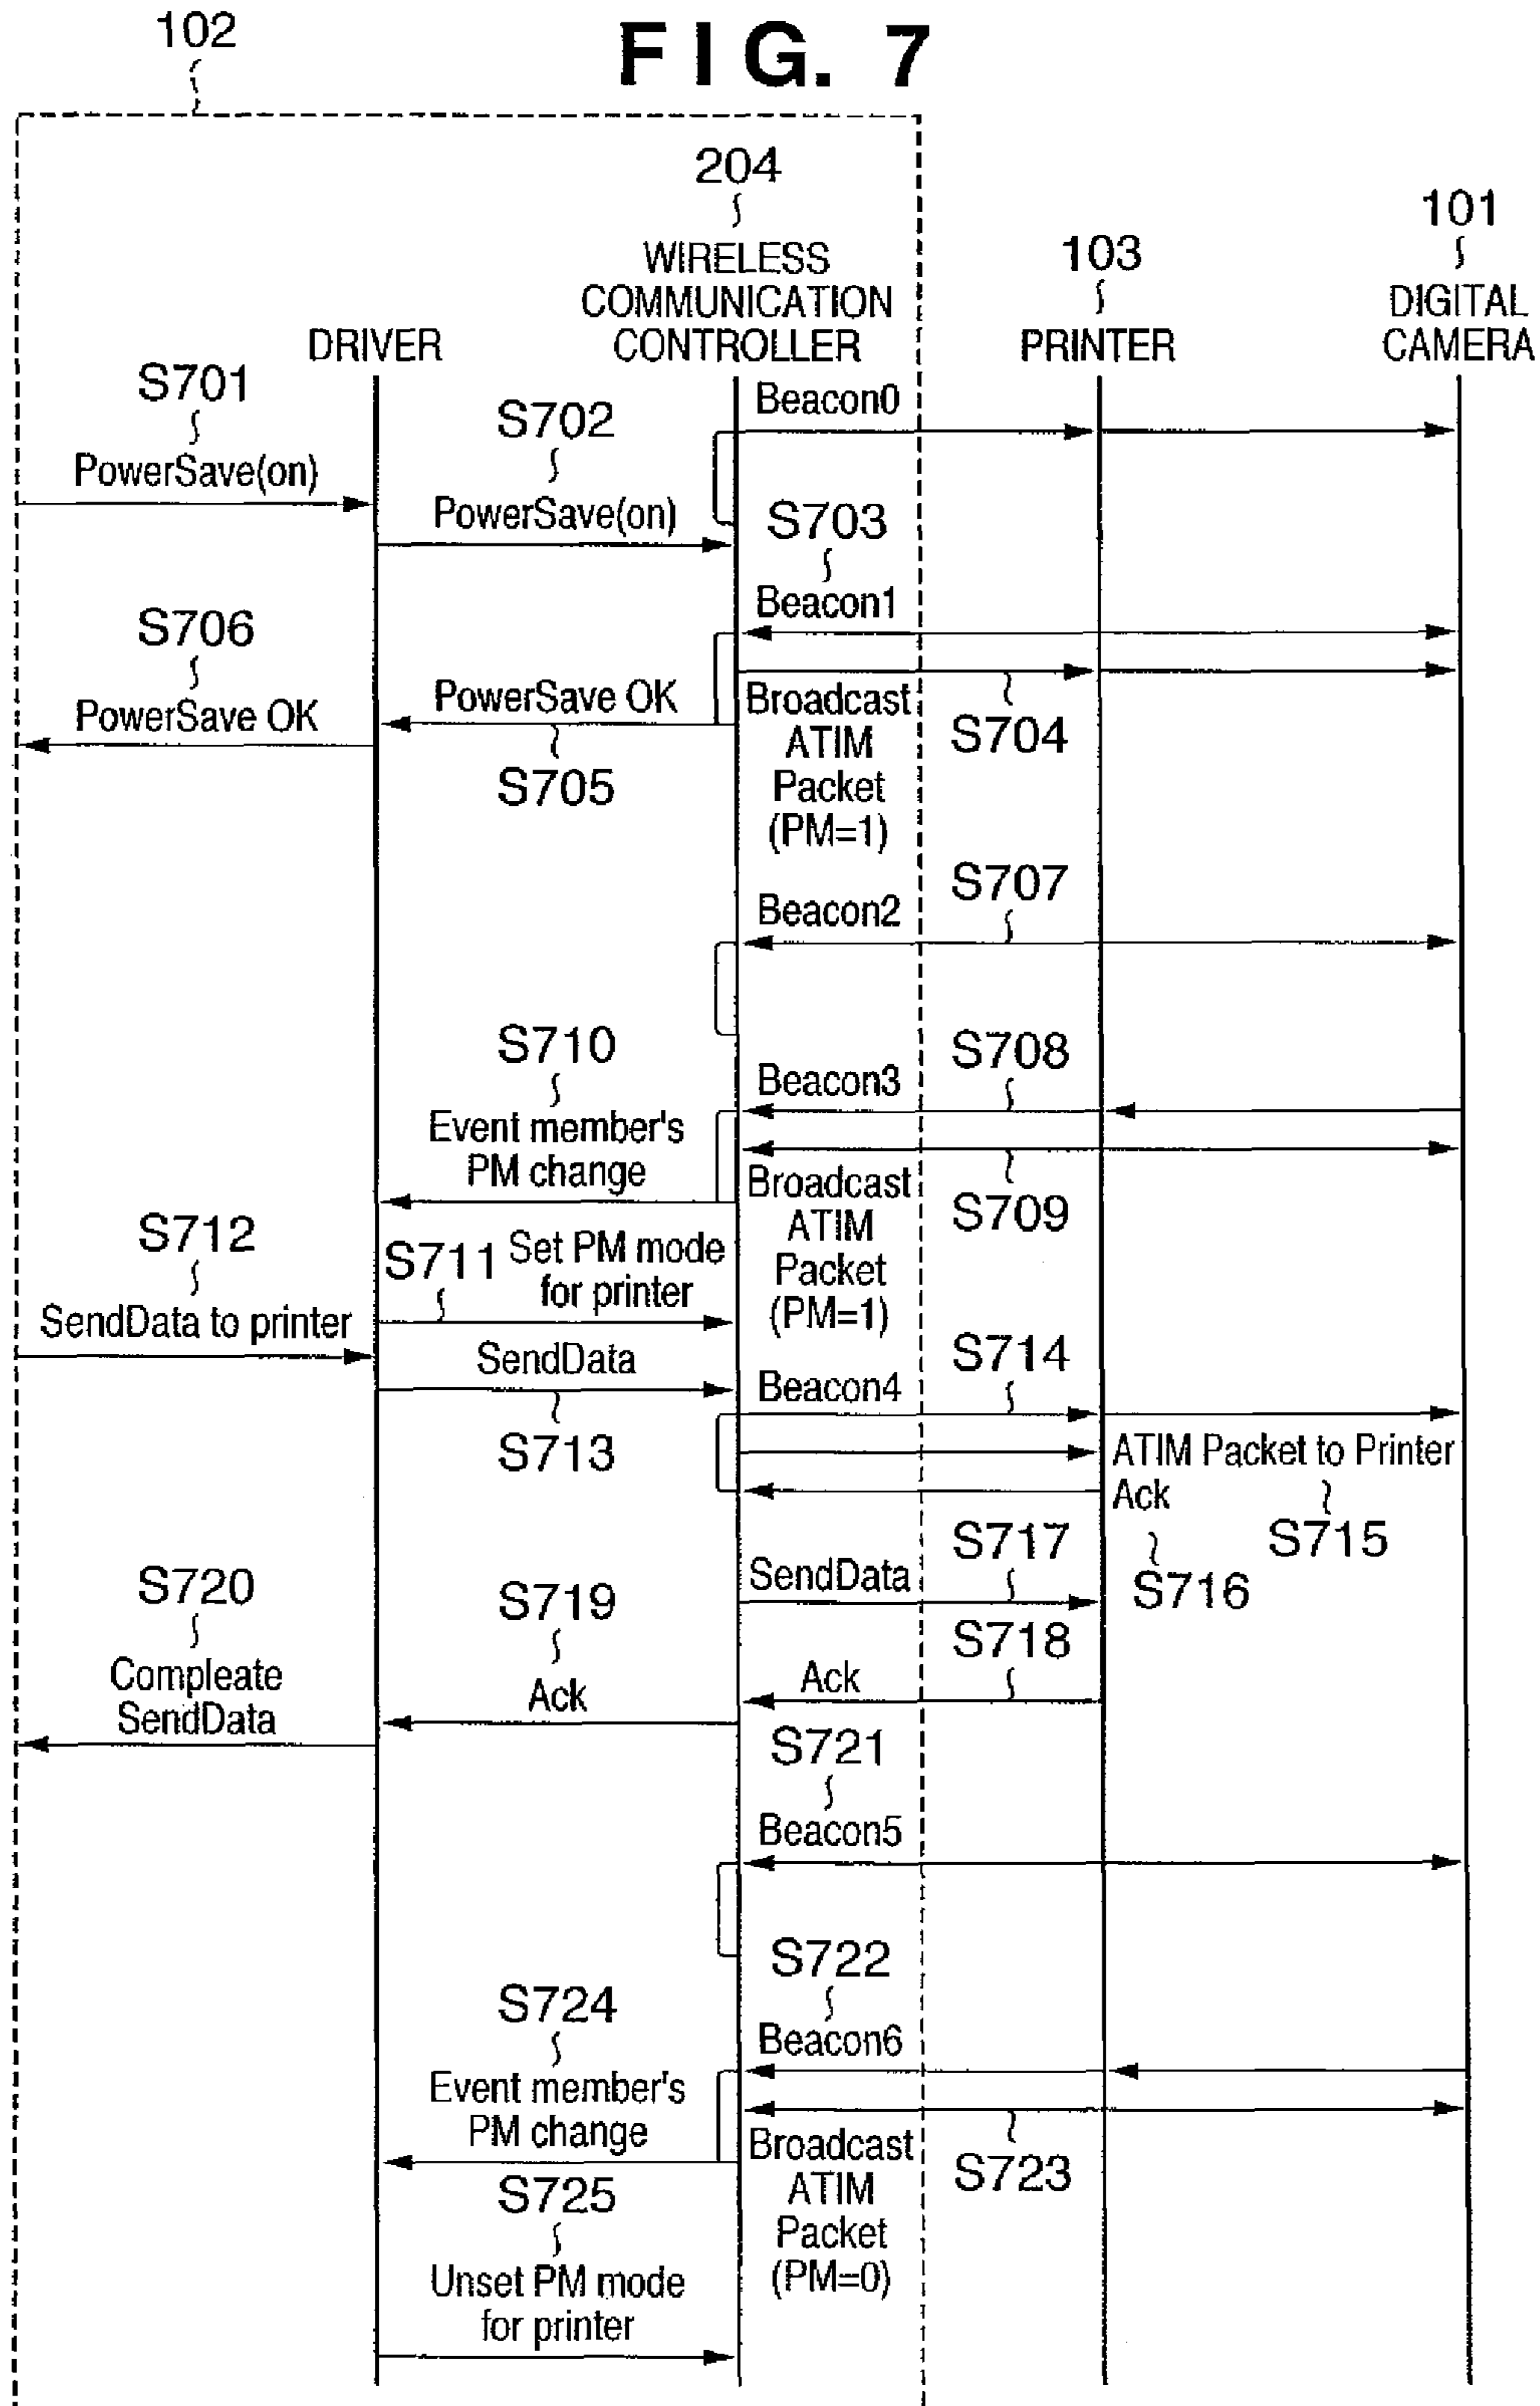 FIG. 7
102
204
WIRELESS
COMMUNICATION
CONTROLLER
101
DIGITAL
CAMERA
103
PRINTER
DRIVER
S701
PowerSave(on)
S702
PowerSave(on)
Beacon0
S703
Beacon1
S706
PowerSave OK
PowerSave OK
S705
Broadcast
ATIM
Packet
(PM=1)
S704
S707
Beacon2
S710
Event member's
PM change
S708
Beacon3
Broadcast
ATIM
Packet
(PM=1)
S709
S712
SendData to printer
S711
Set PM mode
for printer
SendData
S713
S714
Beacon4
ATIM Packet to Printer
Ack
S715
S716
S717
SendData
S718
Ack
S719
Ack
S720
Compleate
SendData
S721
Beacon5
S722
Beacon6
S724
Event member's
PM change
Broadcast
ATIM
Packet
(PM=0)
S723
S725
Unset PM mode
for printer